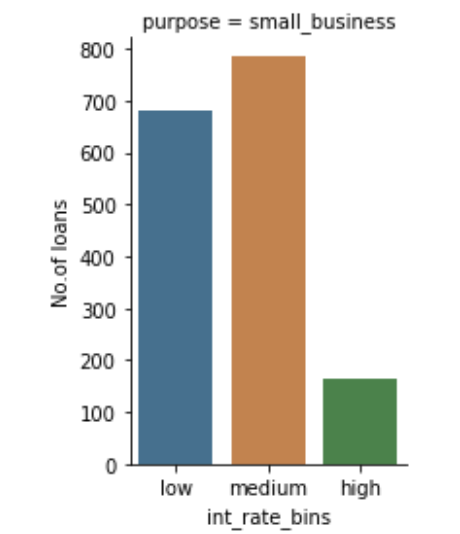 purpose = small_business
800
700
600
500
400
300
200
100
0
No.of loans
low medium high
int_rate_bins